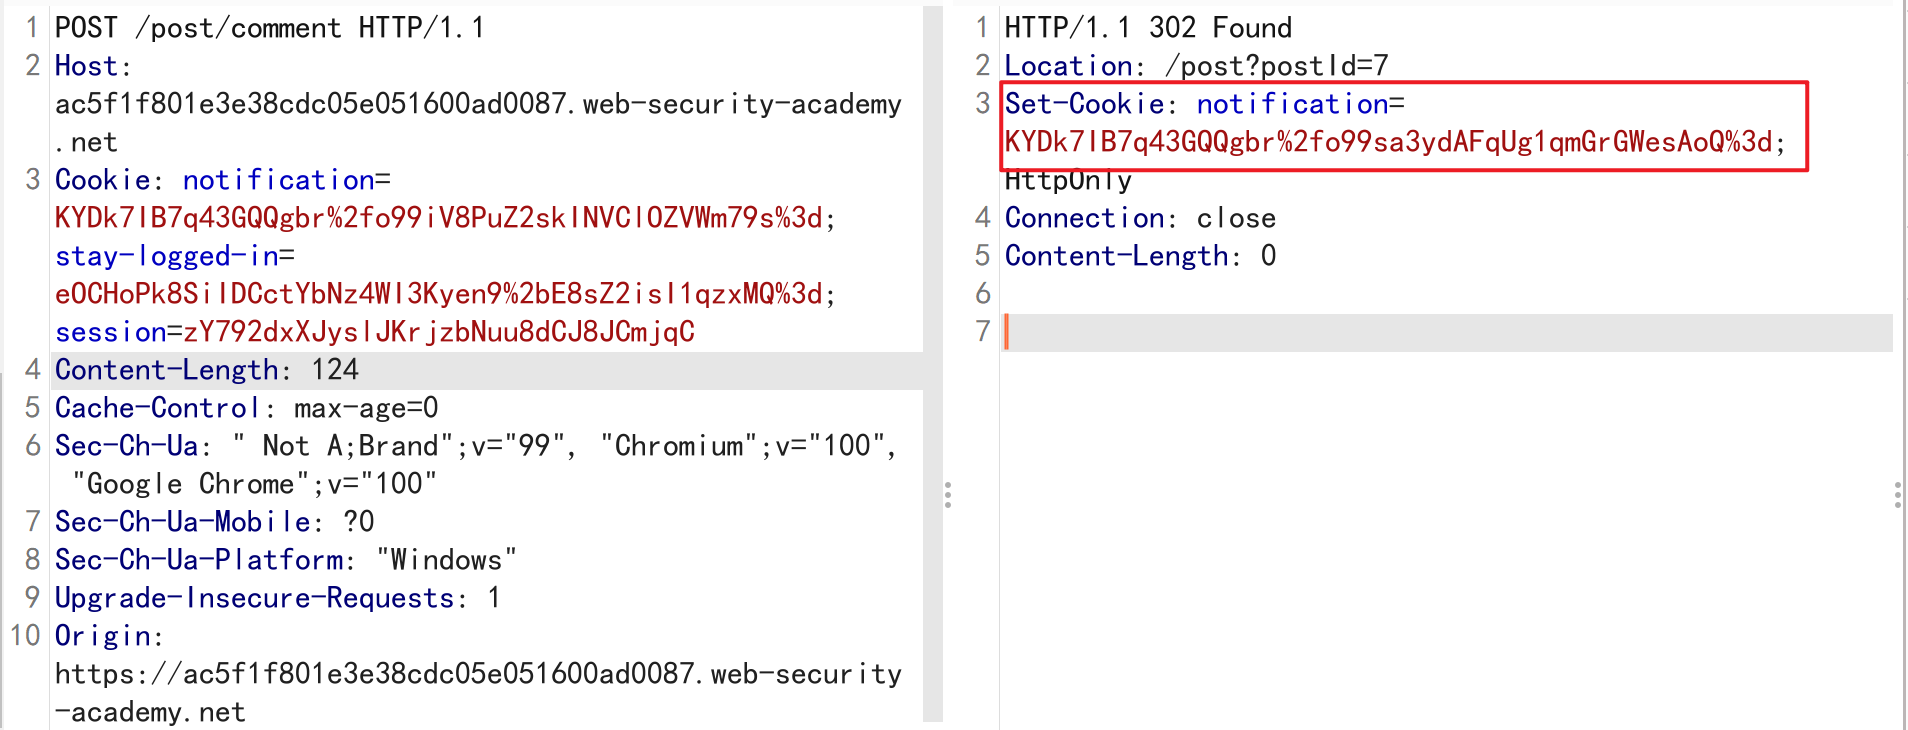 1 POST /post/comment HTTP/1.1
2 Host:
ac5f1f801e3e38cdc05e051600ad0087.web-security-academy
.net
3 Cookie: notification=
KYDk7IB7q43GQQgbr%2fo99iV8PuZ2skINVClOZVWm79s%3d;
stay-logged-in=
eOCHoPk8SiIDCctYbNz4WI3Kyen9%2bE8sZ2isI1qzxMQ%3d;
session=zY792dxXJyslJKrjzbNuu8dCJ8JCmjqC
4 Content-Length: 124
5 Cache-Control: max-age=0
6 Sec-Ch-Ua: " Not A;Brand";v="99", "Chromium";v="100",
"Google Chrome";v="100"
7 Sec-Ch-Ua-Mobile: ?0
8 Sec-Ch-Ua-Platform: "Windows"
9 Upgrade-Insecure-Requests: 1
10 Origin:
https://ac5f1f801e3e38cdc05e051600ad0087.web-security
-academy.net
1 HTTP/1.1 302 Found
2 Location: /post?postId=7
3 Set-Cookie: notification=
KYDk7IB7q43GQQgbr%2fo99sa3ydAFqUg1qmGrGWesAoQ%3d;
HttpOnly
4 Connection: close
5 Content-Length: 0
6
7